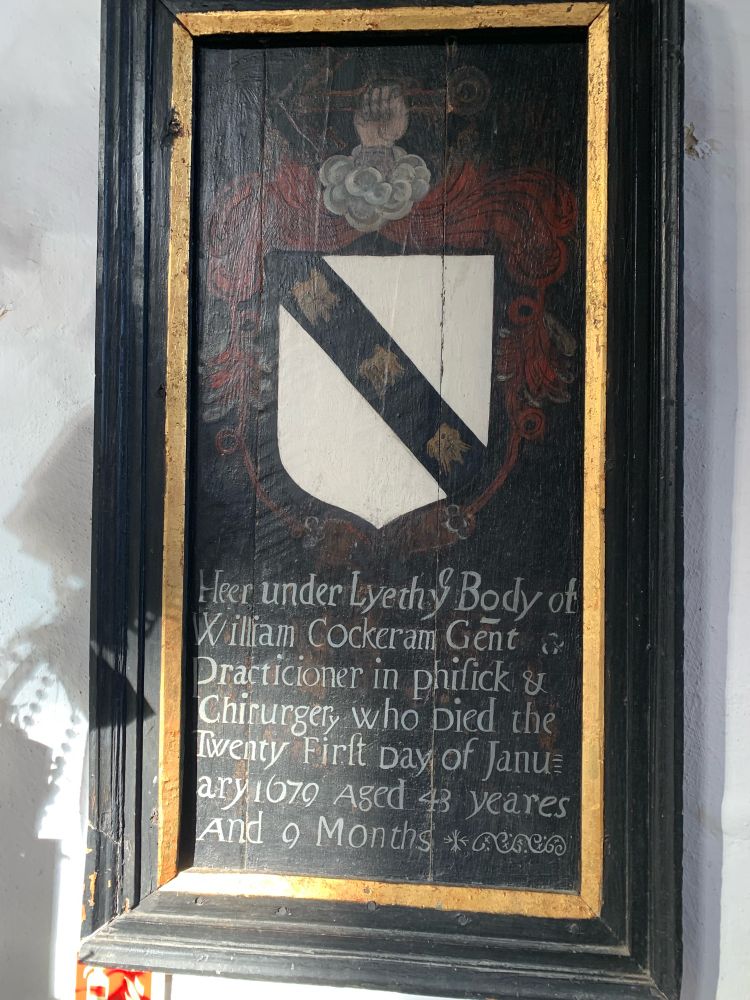 Heer under Lyeth yͤ Body of
William Cockeram Gent &
Practicioner in phiſick &
Chirurgery who Died the
Twenty Firſt Day of Janu=
ary 1679 Aged 43 yeares
And 9 Months